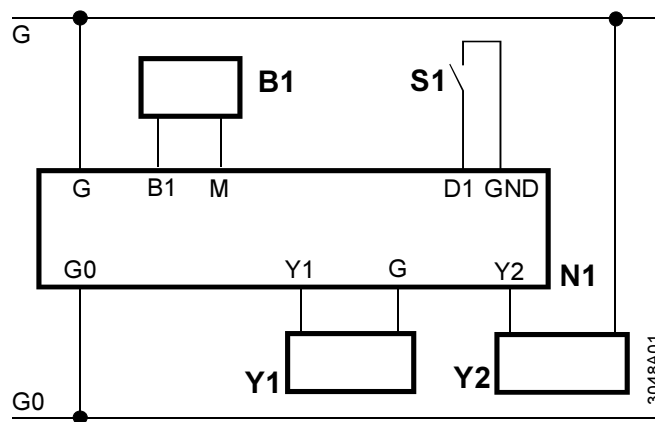 G
B1
S1
G B1 M D1 GND
G0 Y1 G Y2
N1
Y1
Y2
3048A01
G0